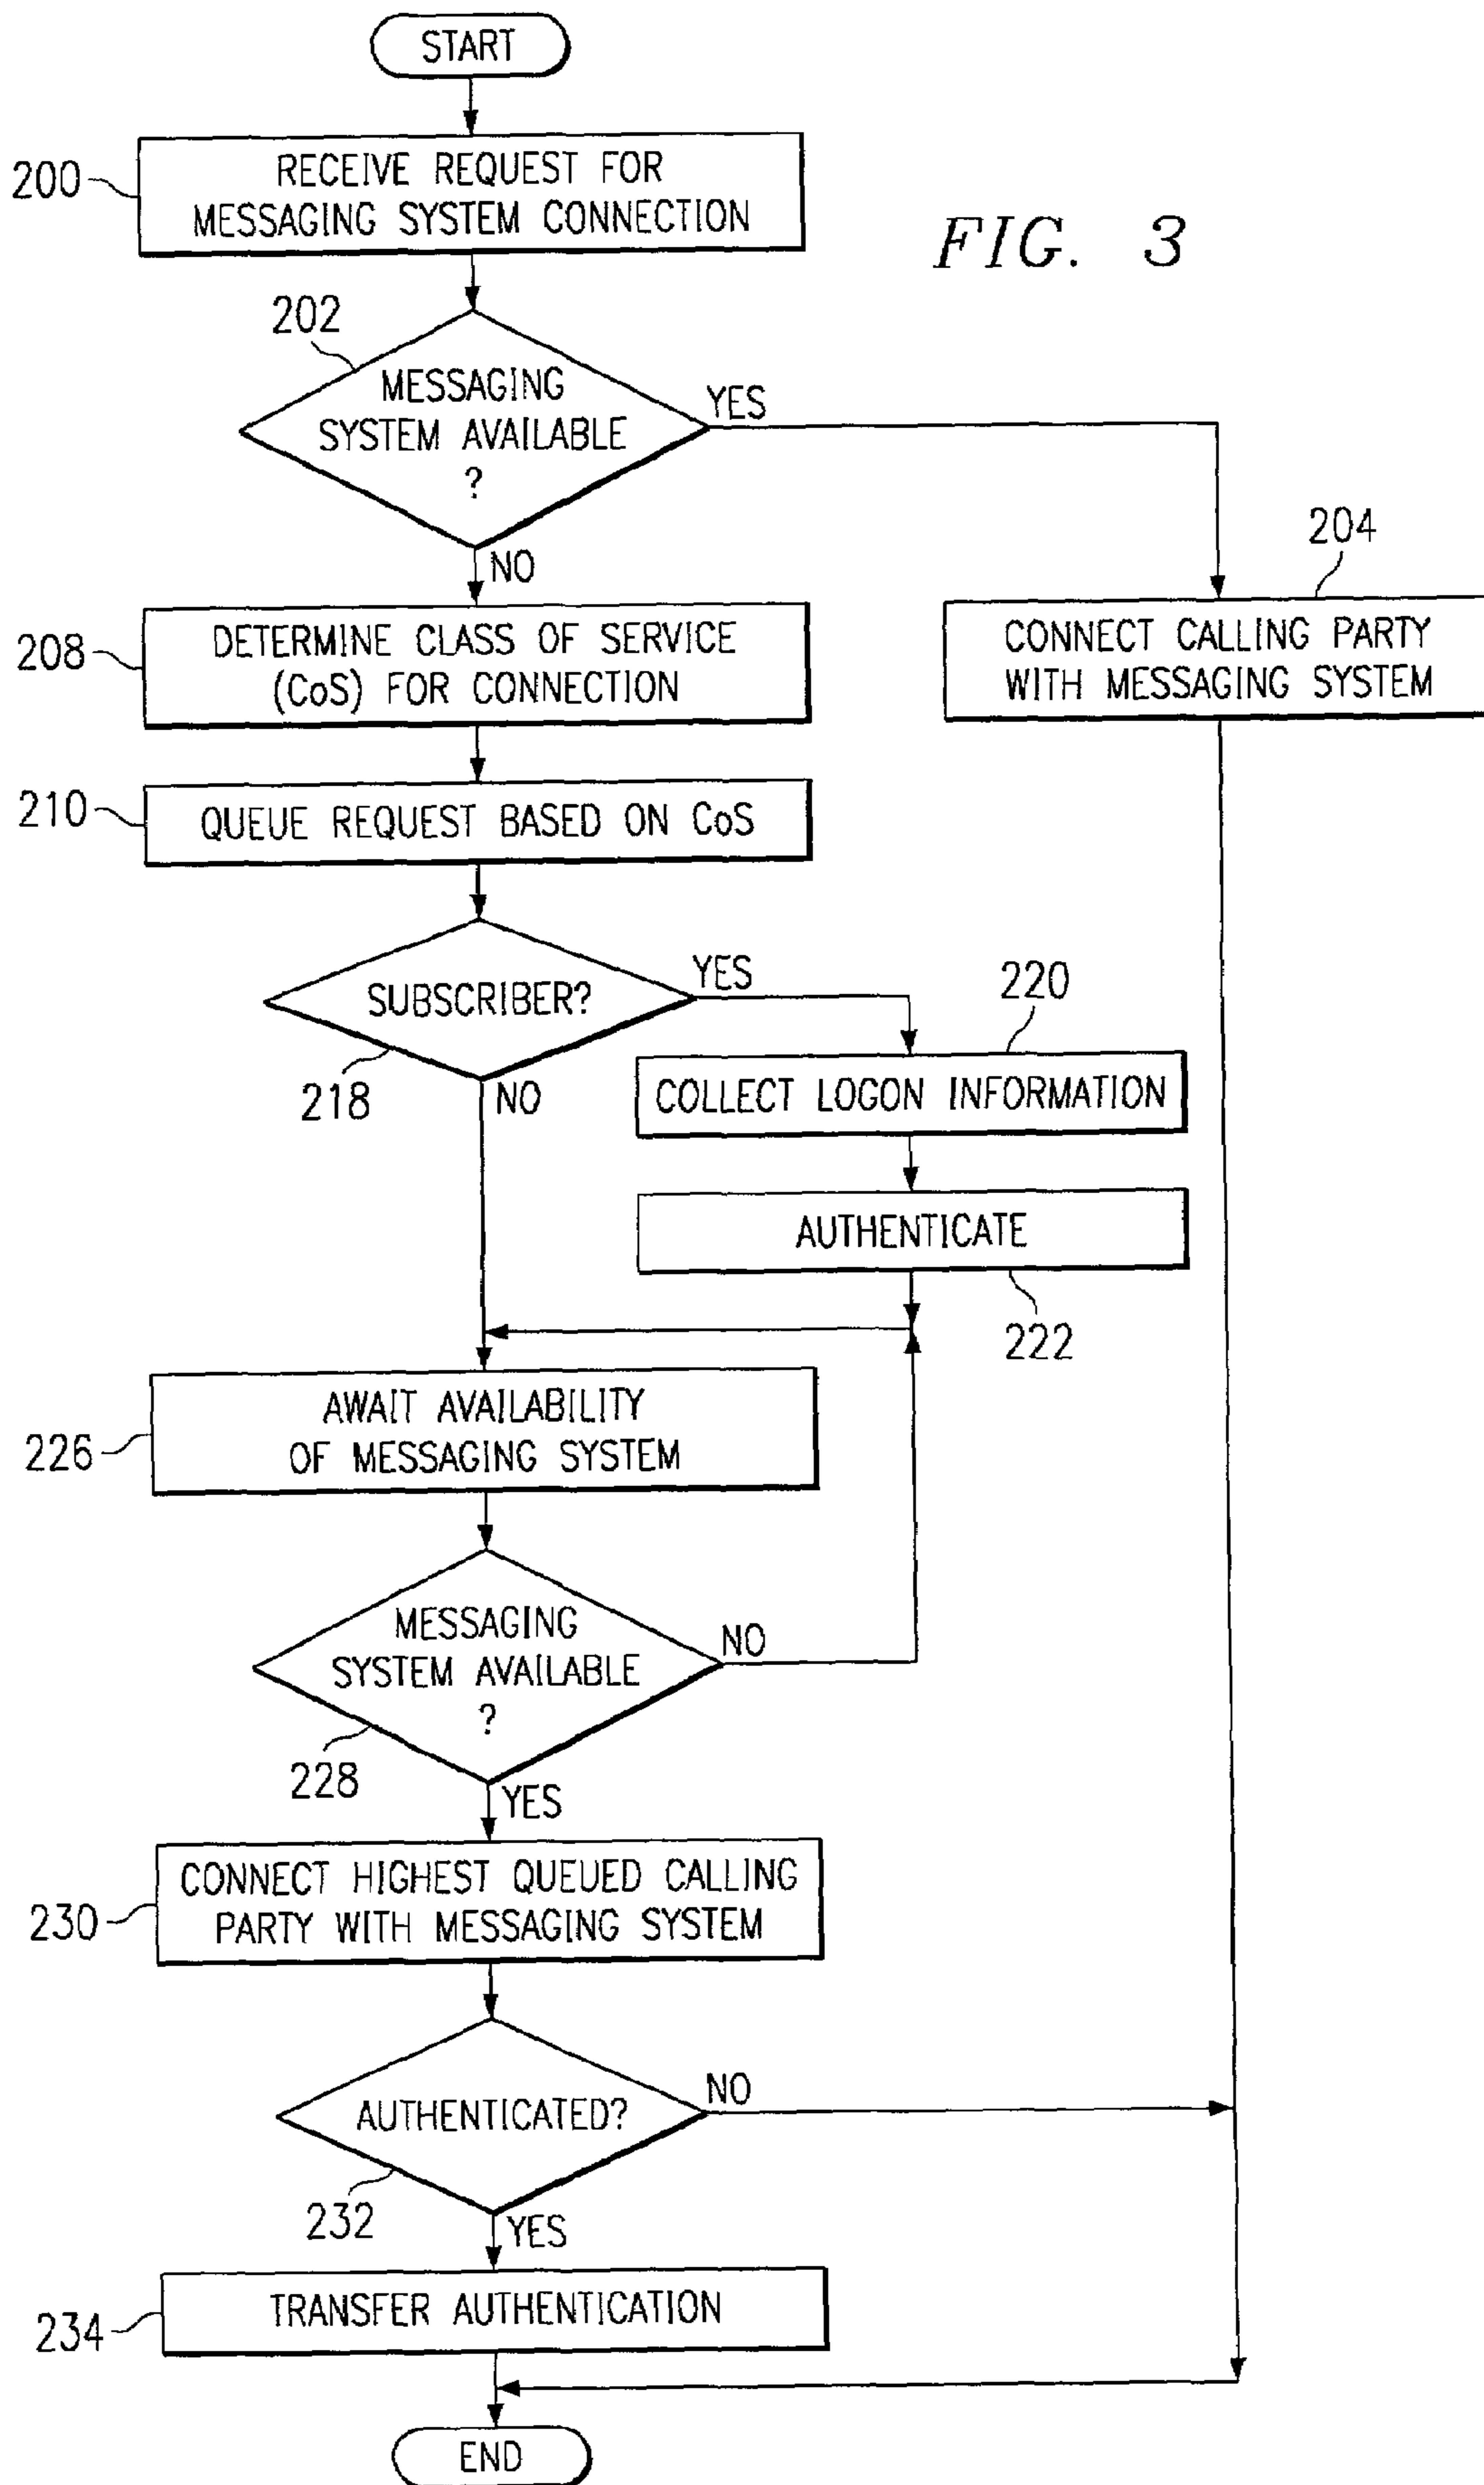 START
200
RECEIVE REQUEST FOR
MESSAGING SYSTEM CONNECTION
FIG. 3
202
MESSAGING
SYSTEM AVAILABLE
?
YES
NO
204
CONNECT CALLING PARTY
WITH MESSAGING SYSTEM
208
DETERMINE CLASS OF SERVICE
(CoS) FOR CONNECTION
210
QUEUE REQUEST BASED ON CoS
SUBSCRIBER?
YES
218
NO
220
COLLECT LOGON INFORMATION
AUTHENTICATE
222
226
AWAIT AVAILABILITY
OF MESSAGING SYSTEM
MESSAGING
SYSTEM AVAILABLE
?
NO
228
YES
230
CONNECT HIGHEST QUEUED CALLING
PARTY WITH MESSAGING SYSTEM
AUTHENTICATED?
NO
232
YES
234
TRANSFER AUTHENTICATION
END